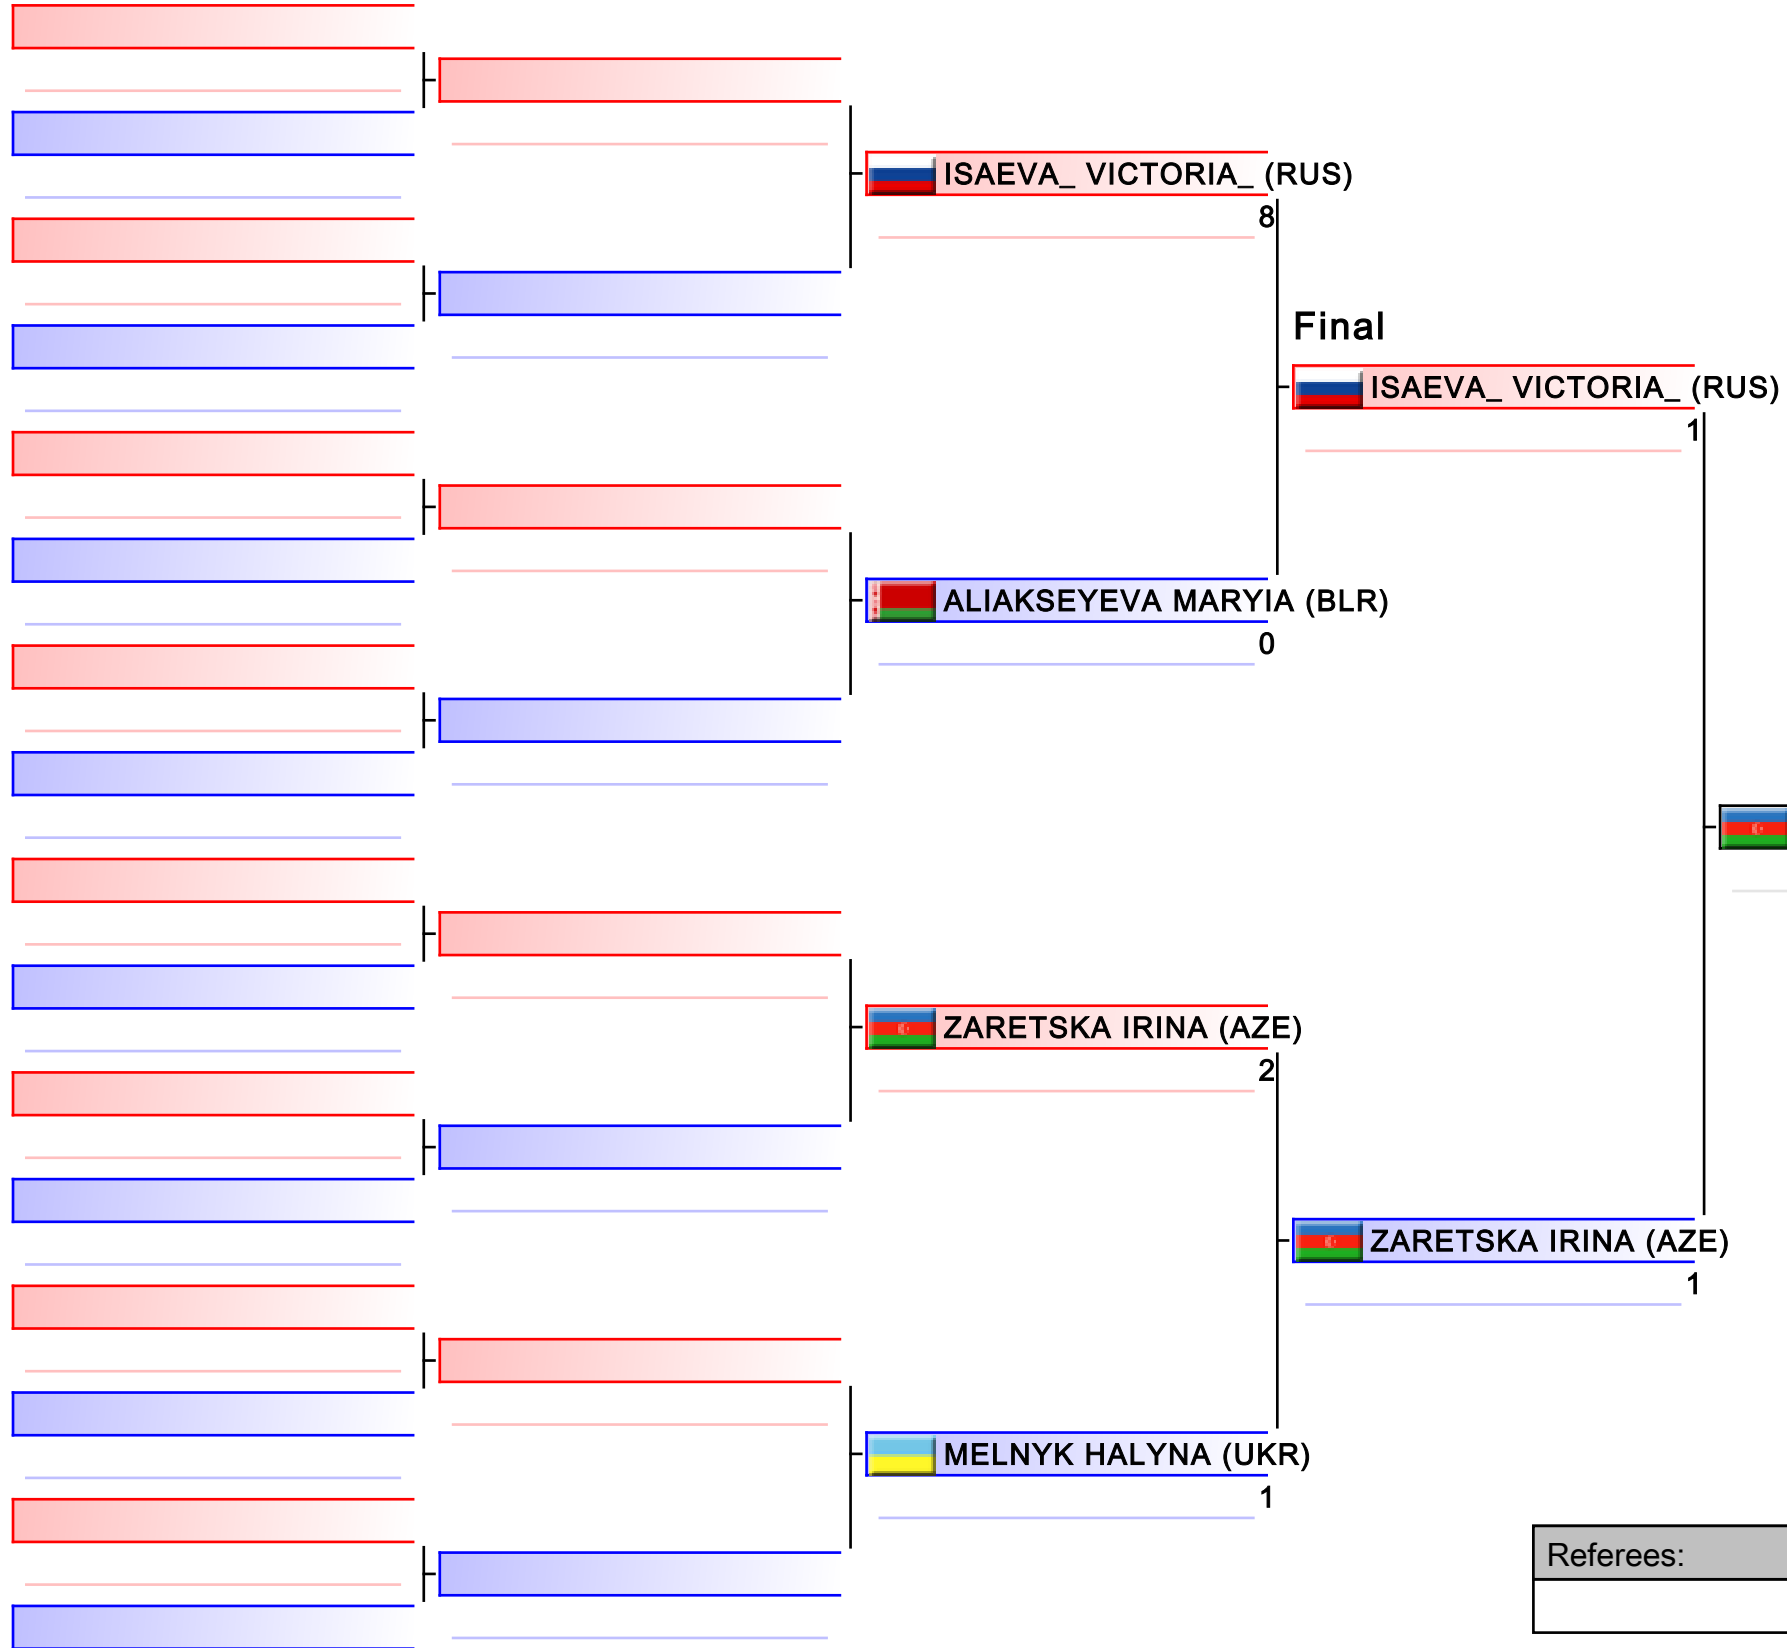 ISAEVA_ VICTORIA_ (RUS)
8
Final
ISAEVA_ VICTORIA_ (RUS)
1
ALIAKSEYEVA MARYIA (BLR)
0
ZARETSKA IRINA (AZE)
2
ZARETSKA IRINA (AZE)
1
MELNYK HALYNA (UKR)
1
Referees: